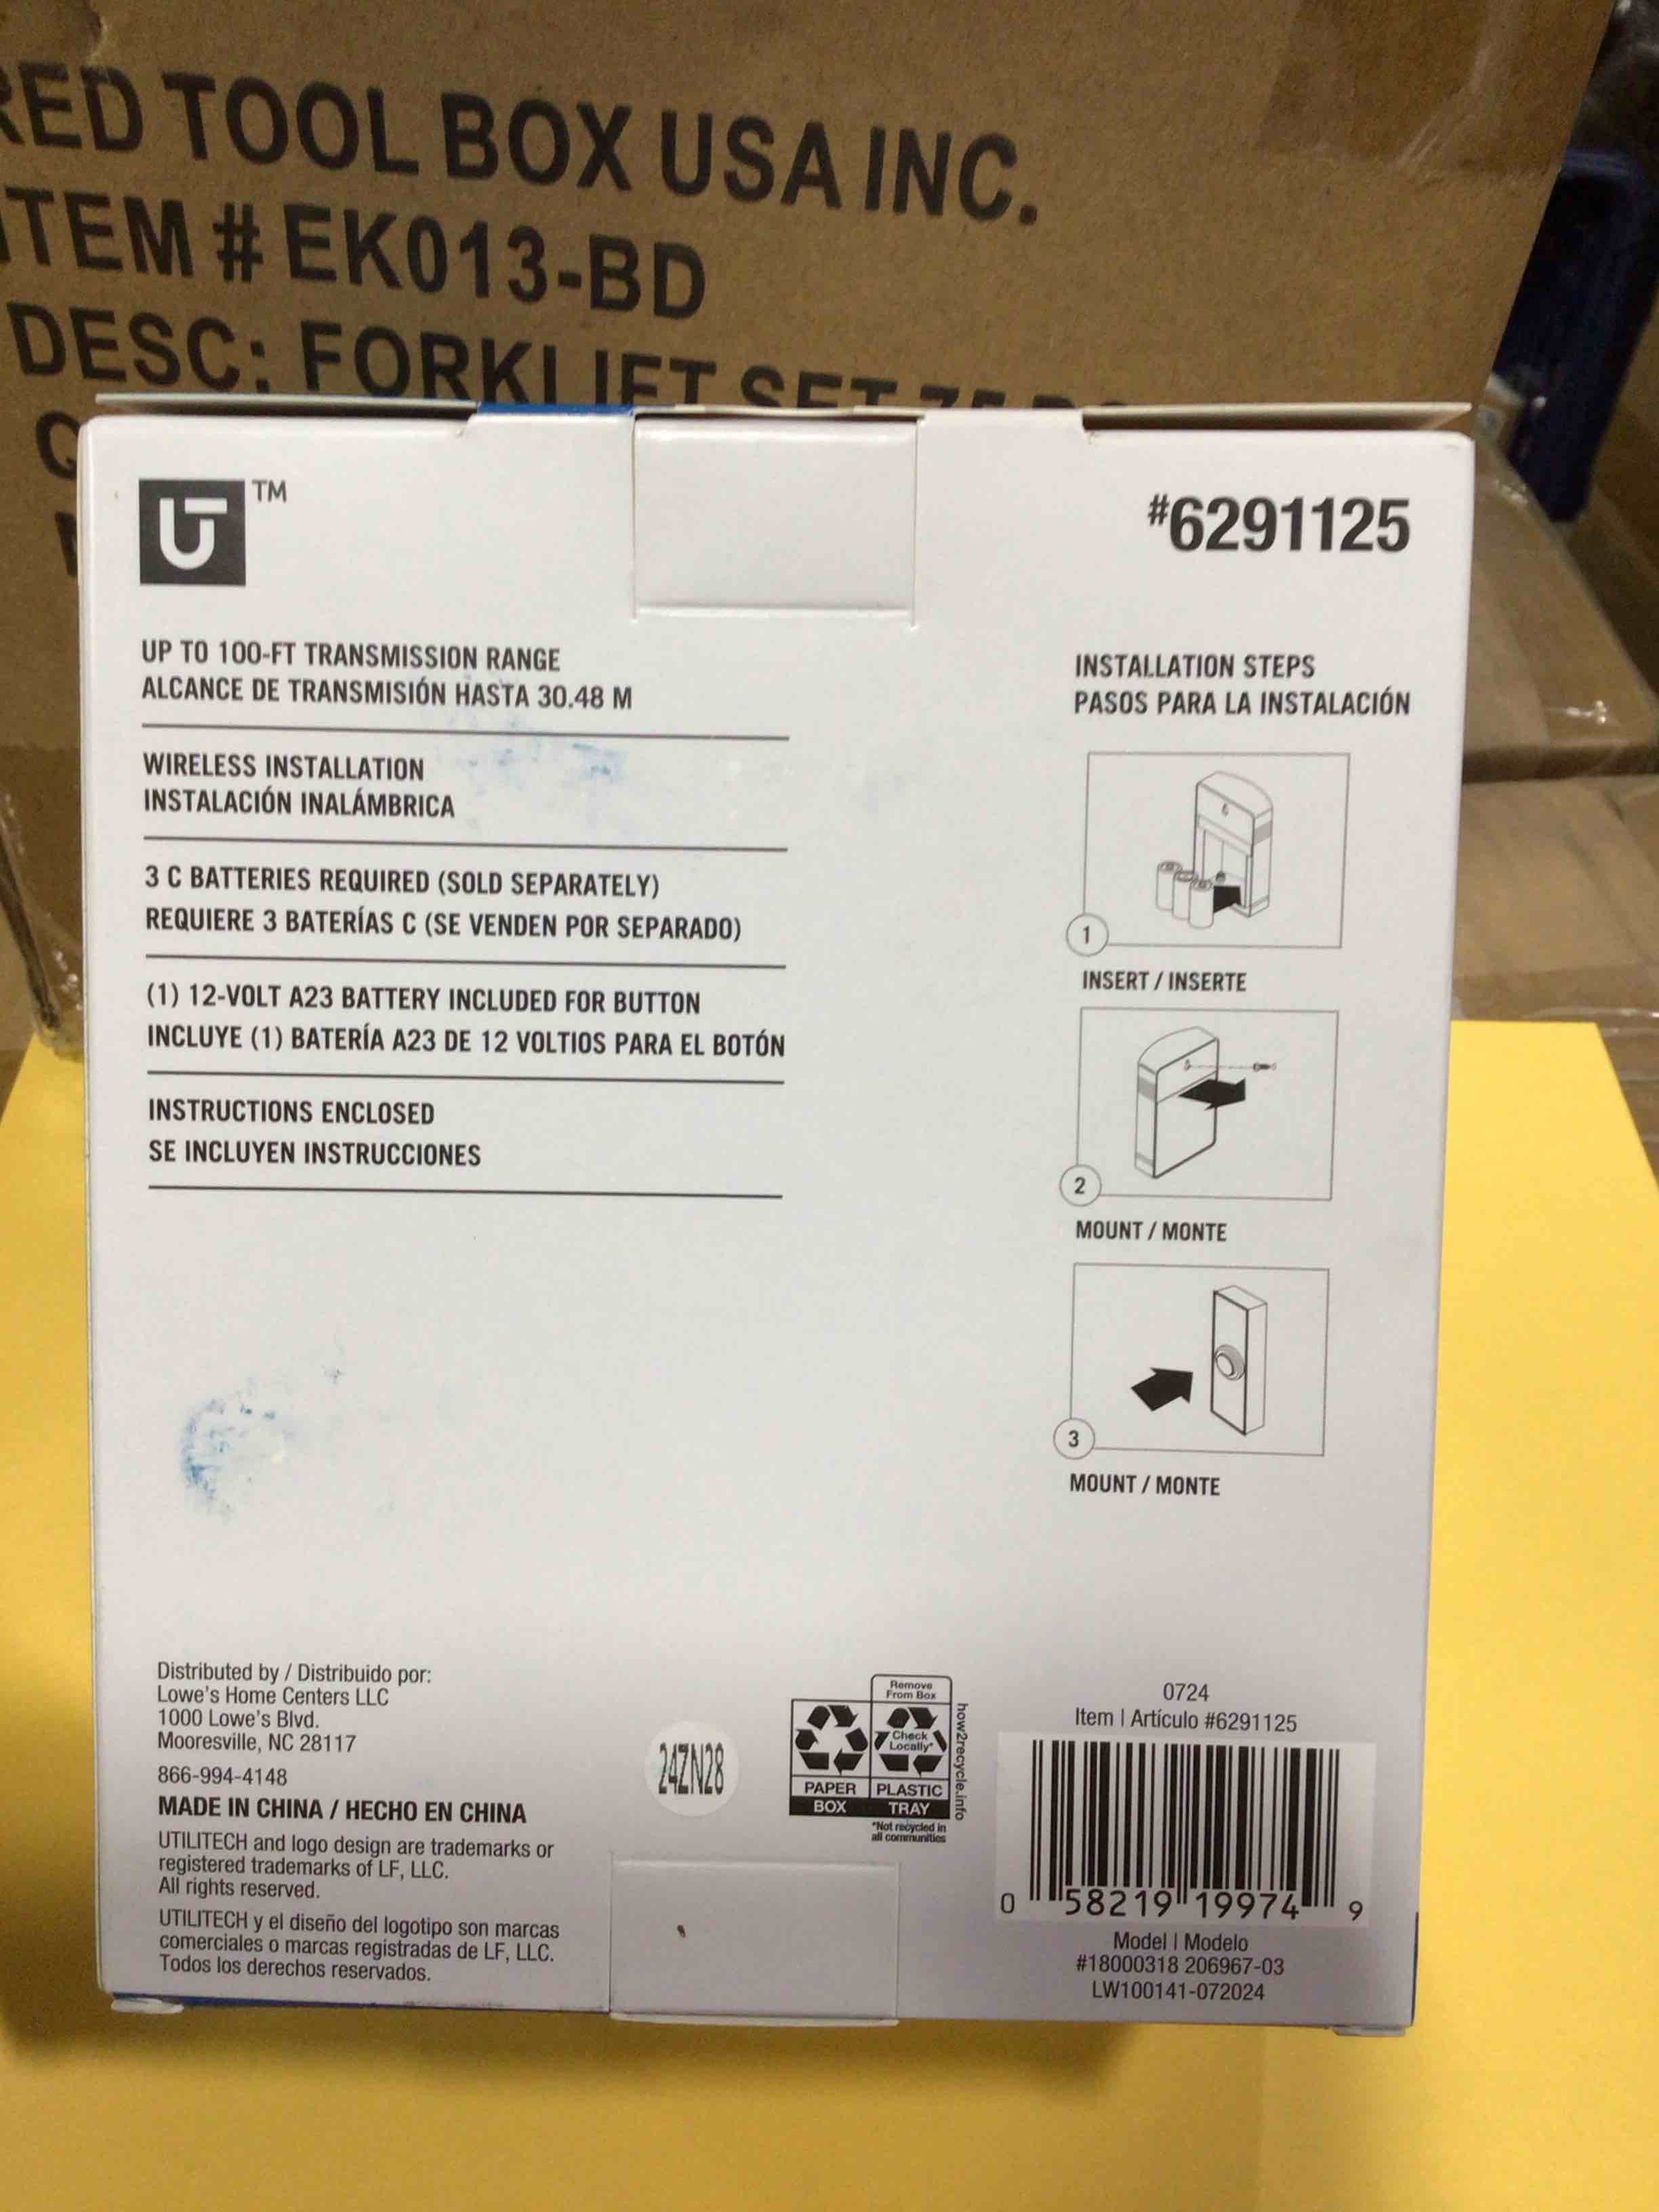 RED TOOL BOX USA INC.
ITEM # EK013-BD
DESC: FORKLIFT SET
TM
#6291125
UP TO 100-FT TRANSMISSION RANGE
ALCANCE DE TRANSMISIÓN HASTA 30.48 M
WIRELESS INSTALLATION
INSTALACIÓN INALÁMBRICA
3 C BATTERIES REQUIRED (SOLD SEPARATELY)
REQUIERE 3 BATERÍAS C (SE VENDEN POR SEPARADO)
(1) 12-VOLT A23 BATTERY INCLUDED FOR BUTTON
INCLUYE (1) BATERÍA A23 DE 12 VOLTIOS PARA EL BOTÓN
INSTRUCTIONS ENCLOSED
SE INCLUYEN INSTRUCCIONES
INSTALLATION STEPS
PASOS PARA LA INSTALACIÓN
1
INSERT / INSERTE
2
MOUNT / MONTE
3
MOUNT / MONTE
Distributed by / Distribuido por:
Lowe's Home Centers LLC
1000 Lowe's Blvd.
Mooresville, NC 28117
866-994-4148
MADE IN CHINA / HECHO EN CHINA
UTILITECH and logo design are trademarks or
registered trademarks of LF, LLC.
All rights reserved.
UTILITECH y el diseño del logotipo son marcas
comerciales o marcas registradas de LF, LLC.
Todos los derechos reservados.
24ZN28
Remove
From Box
Check
Locally*
PAPER PLASTIC
BOX TRAY
*Not recycled in
all communities
how2recycle.info
0724
Item | Artículo #6291125
0 58219 19974 9
Model | Modelo
#18000318 206967-03
LW100141-072024